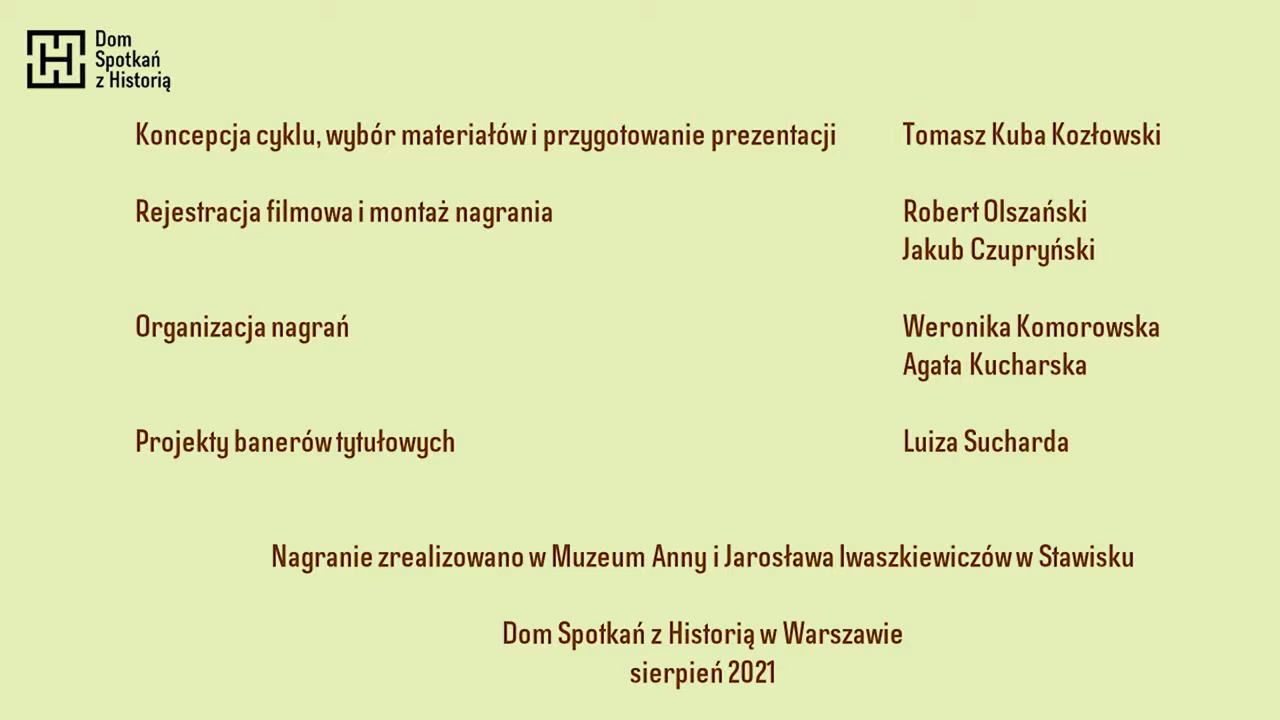 Dom
Spotkań
z Historią
Koncepcja cyklu, wybór materiałów i przygotowanie prezentacji Tomasz Kuba Kozłowski
Rejestracja filmowa i montaż nagrania Robert Olszański
Jakub Czupryński
Organizacja nagrań Weronika Komorowska
Agata Kucharska
Projekty banerów tytułowych Luiza Sucharda
Nagranie zrealizowano w Muzeum Anny i Jarosława Iwaszkiewiczów w Stawisku
Dom Spotkań z Historią w Warszawie
sierpień 2021